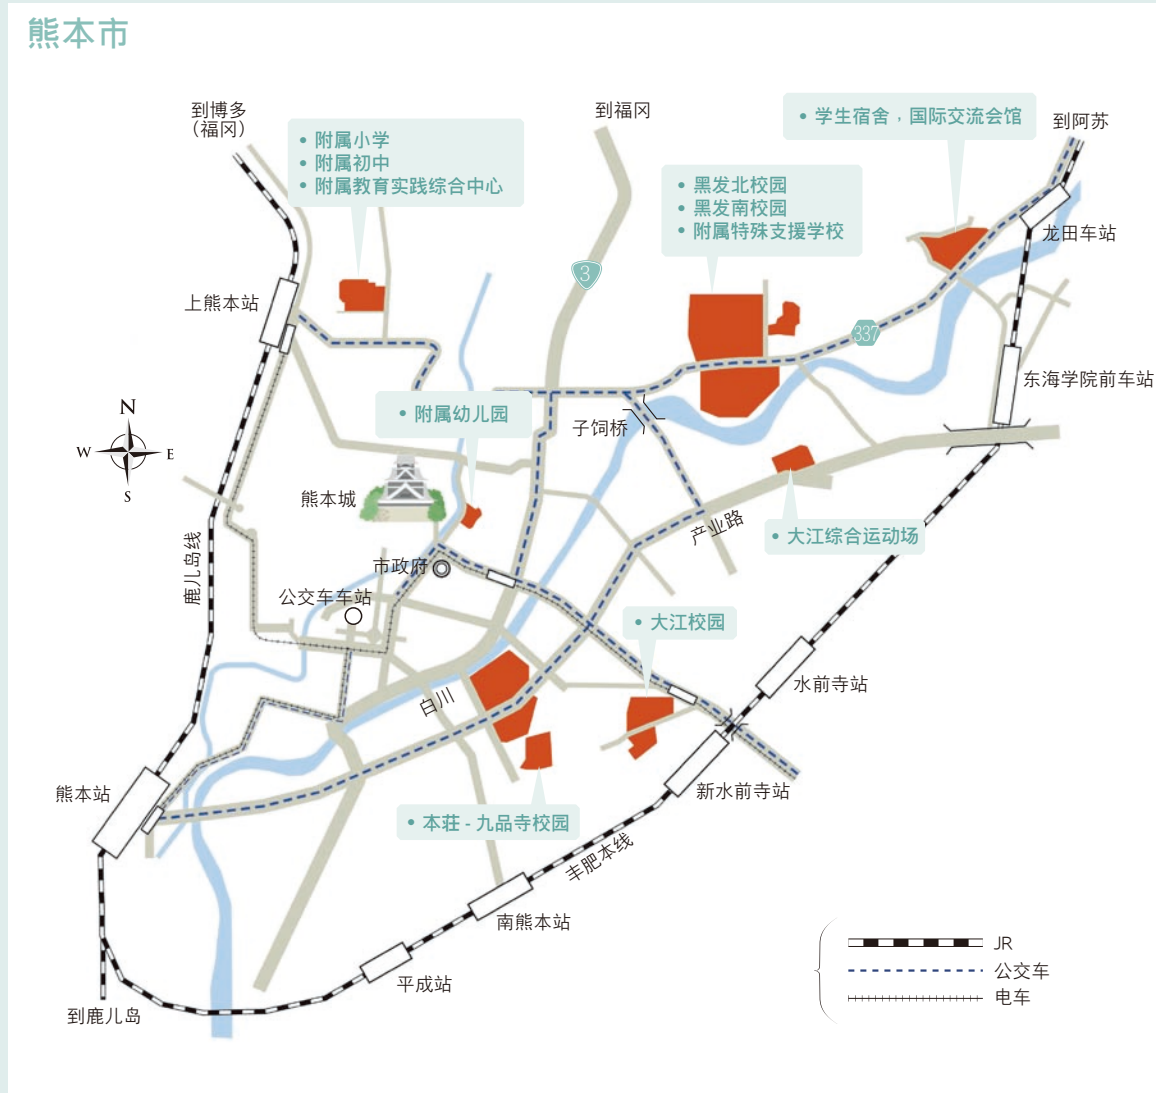 熊本市
到博多
（福冈）
• 附属小学
• 附属初中
• 附属教育实践综合中心
到福冈
• 学生宿舍，国际交流会馆
到阿苏
• 黑发北校园
• 黑发南校园
• 附属特殊支援学校
龙田车站
3
上熊本站
337
东海学院前车站
• 附属幼儿园
子饲桥
N
W
E
S
熊本城
产业路
• 大江综合运动场
鹿儿岛线
市政府
公交车车站
• 大江校园
白川
水前寺站
熊本站
新水前寺站
• 本荘 - 九品寺校园
丰肥本线
南熊本站
平成站
到鹿儿岛
JR
公交车
电车